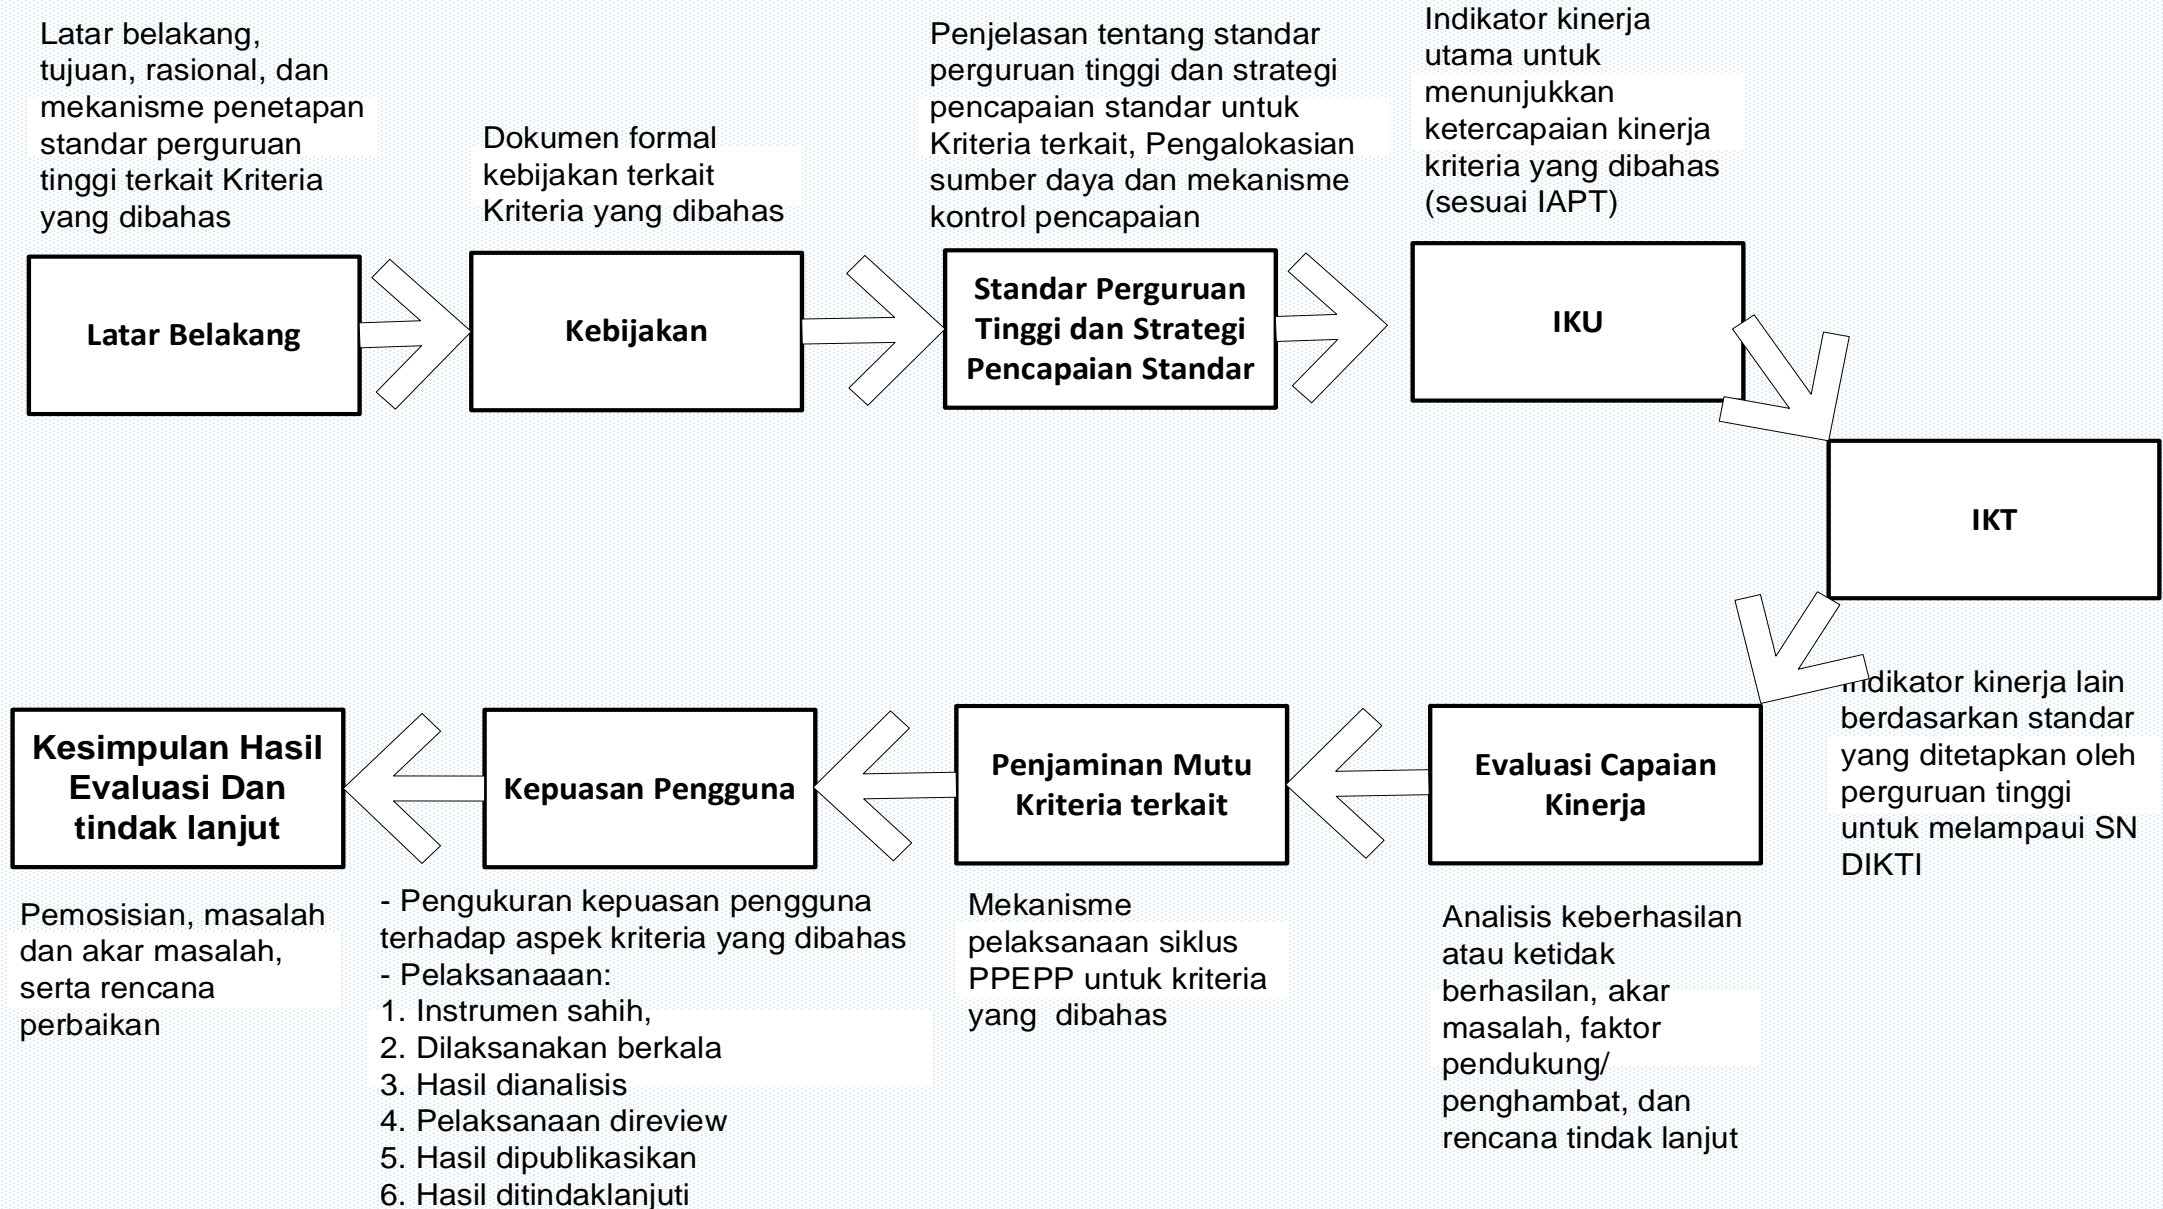 Latar belakang,
tujuan, rasional, dan
mekanisme penetapan
standar perguruan
tinggi terkait Kriteria
yang dibahas
Latar Belakang
Dokumen formal
kebijakan terkait
Kriteria yang dibahas
Kebijakan
Penjelasan tentang standar
perguruan tinggi dan strategi
pencapaian standar untuk
Kriteria terkait, Pengalokasian
sumber daya dan mekanisme
kontrol pencapaian
Standar Perguruan
Tinggi dan Strategi
Pencapaian Standar
Indikator kinerja
utama untuk
menunjukkan
ketercapaian kinerja
kriteria yang dibahas
(sesuai IAPT)
IKU
IKT
Indikator kinerja lain
berdasarkan standar
yang ditetapkan oleh
perguruan tinggi
untuk melampaui SN
DIKTI
Evaluasi Capaian
Kinerja
Analisis keberhasilan
atau ketidak
berhasilan, akar
masalah, faktor
pendukung/
penghambat, dan
rencana tindak lanjut
Penjaminan Mutu
Kriteria terkait
Mekanisme
pelaksanaan siklus
PPEPP untuk kriteria
yang  dibahas
Kepuasan Pengguna
- Pengukuran kepuasan pengguna
terhadap aspek kriteria yang dibahas
- Pelaksanaaan:
1. Instrumen sahih,
2. Dilaksanakan berkala
3. Hasil dianalisis
4. Pelaksanaan direview
5. Hasil dipublikasikan
6. Hasil ditindaklanjuti
Kesimpulan Hasil
Evaluasi Dan
tindak lanjut
Pemosisian, masalah
dan akar masalah,
serta rencana
perbaikan